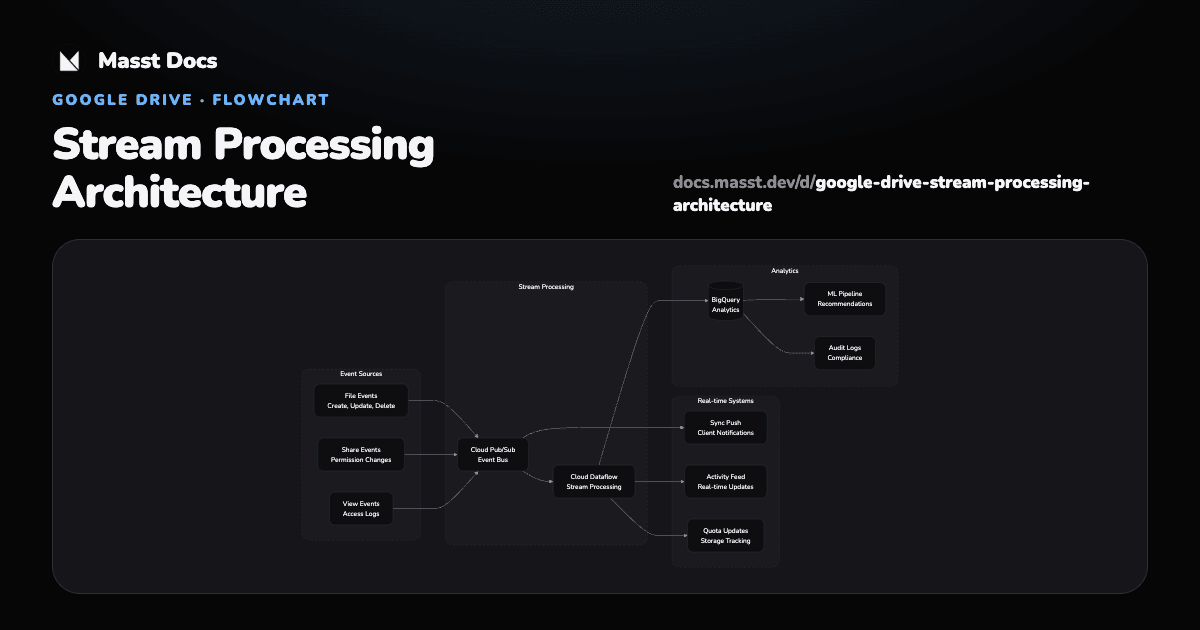 Masst Docs
GOOGLE DRIVE · FLOWCHART
Stream Processing
Architecture
docs.masst.dev/d/google-drive-stream-processing-
architecture
Event Sources
File Events
Create, Update, Delete
Share Events
Permission Changes
View Events
Access Logs
Stream Processing
Cloud Pub/Sub
Event Bus
Cloud Dataflow
Stream Processing
Analytics
BigQuery
Analytics
ML Pipeline
Recommendations
Audit Logs
Compliance
Real-time Systems
Sync Push
Client Notifications
Activity Feed
Real-time Updates
Quota Updates
Storage Tracking